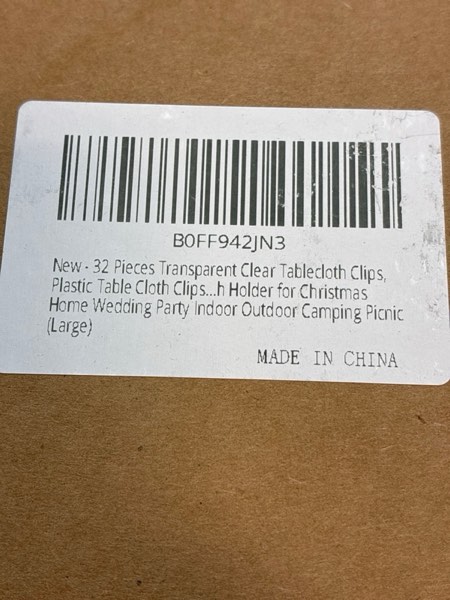 B0FF942JN3
New - 32 Pieces Transparent Clear Tablecloth Clips,
Plastic Table Cloth Clips...h Holder for Christmas
Home Wedding Party Indoor Outdoor Camping Picnic
(Large)
MADE IN CHINA